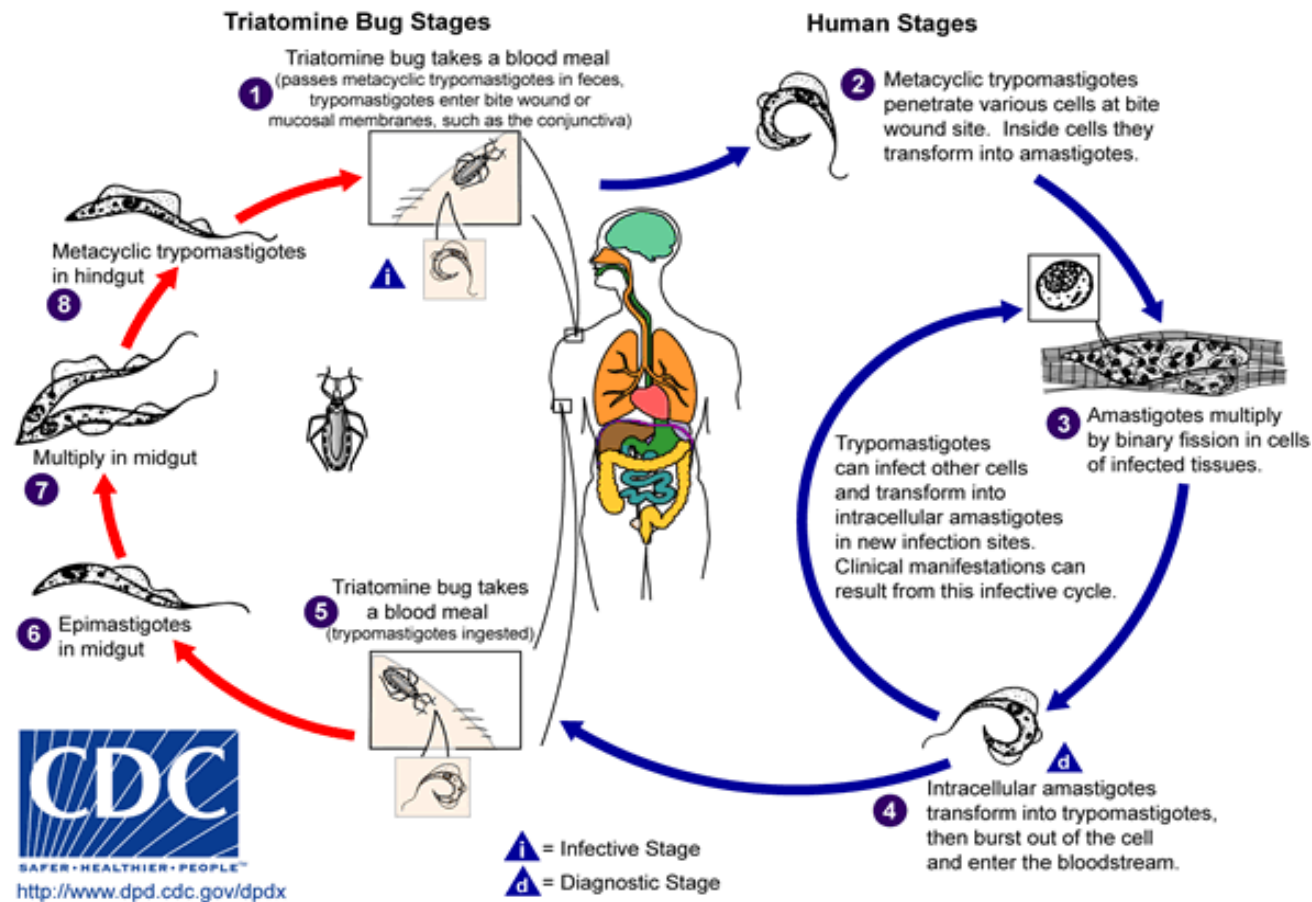 Triatomine Bug Stages
Human Stages
Triatomine bug takes a blood meal
(passes metacyclic trypomastigotes in feces,
1
trypomastigotes enter bite wound or
mucosal membranes, such as the conjunctiva)
i
2
Metacyclic trypomastigotes
penetrate various cells at bite
wound site. Inside cells they
transform into amastigotes.
3
Amastigotes multiply
by binary fission in cells
of infected tissues.
Trypomastigotes
can infect other cells
and transform into
intracellular amastigotes
in new infection sites.
Clinical manifestations can
result from this infective cycle.
d
4
Intracellular amastigotes
transform into trypomastigotes,
then burst out of the cell
and enter the bloodstream.
Triatomine bug takes
5
a blood meal
(trypomastigotes ingested)
6
Epimastigotes
in midgut
Multiply in midgut
7
Metacyclic trypomastigotes
in hindgut
8
i = Infective Stage
d = Diagnostic Stage
CDC
SAFER • HEALTHIER • PEOPLE™
http://www.dpd.cdc.gov/dpdx